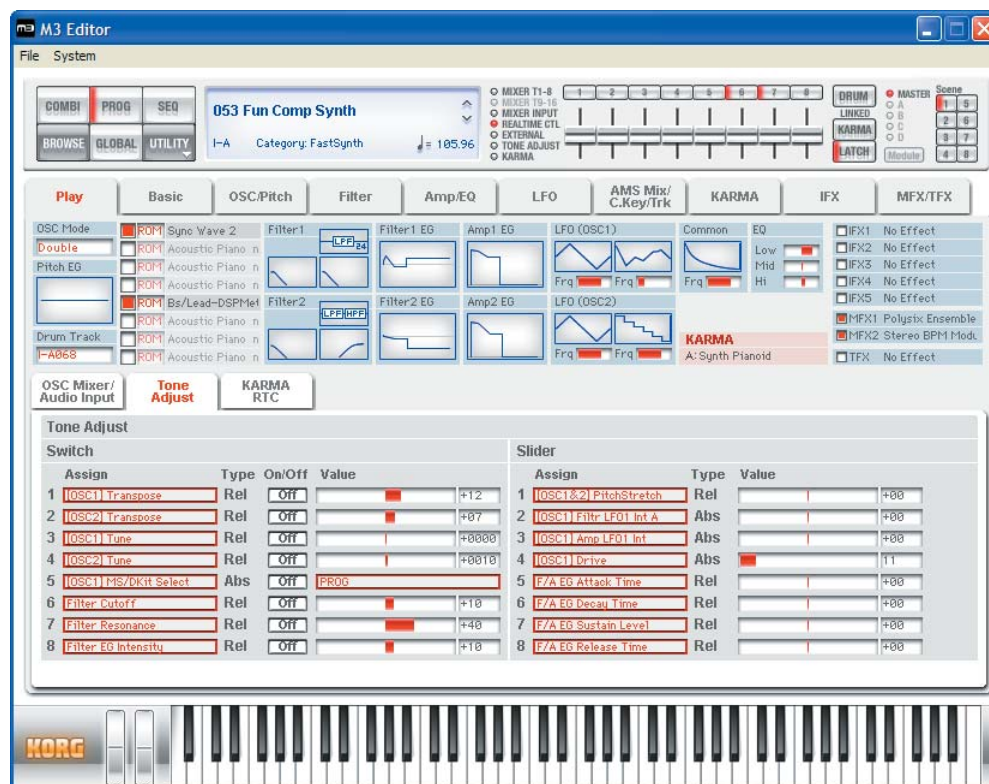 m3 M3 Editor
File System
COMBI PROG SEQ
BROWSE GLOBAL UTILITY
053 Fun Comp Synth
I-A Category: FastSynth ♩= 105.96
MIXER T1-8
MIXER T9-16
MIXER INPUT
REALTIME CTL
EXTERNAL
TONE ADJUST
KARMA
1 2 3 4 5 6 7 8
DRUM
LINKED
KARMA
LATCH
MASTER
A
B
C
D
Module
Scene
1 5
2 6
3 7
4 8
Play Basic OSC/Pitch Filter Amp/EQ LFO AMS Mix/ C.Key/Trk KARMA IFX MFX/TFX
OSC Mode
Double
Pitch EG
Drum Track
I-A068
ROM Sync Wave 2
ROM Acoustic Piano n
ROM Acoustic Piano n
ROM Acoustic Piano n
ROM Bs/Lead-DSPMet
ROM Acoustic Piano n
ROM Acoustic Piano n
ROM Acoustic Piano n
Filter1 LPF 24
Filter2 LPF HPF
Filter1 EG
Filter2 EG
Amp1 EG
Amp2 EG
LFO (OSC1)
Frq Frq
LFO (OSC2)
Frq Frq
Common
Frq
EQ
Low
Mid
Hi
KARMA
A: Synth Pianoid
IFX1 No Effect
IFX2 No Effect
IFX3 No Effect
IFX4 No Effect
IFX5 No Effect
MFX1 Polysix Ensemble
MFX2 Stereo BPM Modu
TFX No Effect
OSC Mixer/ Audio Input
Tone Adjust
KARMA RTC
Tone Adjust
Switch
Assign Type On/Off Value
1 [OSC1] Transpose Rel Off +12
2 [OSC2] Transpose Rel Off +07
3 [OSC1] Tune Rel Off +0000
4 [OSC2] Tune Rel Off +0010
5 [OSC1] MS/DKit Select Abs Off PROG
6 Filter Cutoff Rel Off +10
7 Filter Resonance Rel Off +40
8 Filter EG Intensity Rel Off +10
Slider
Assign Type Value
1 [OSC1&2] PitchStretch Rel +00
2 [OSC1] Filtr LFO1 Int A Abs +00
3 [OSC1] Amp LFO1 Int Abs +00
4 [OSC1] Drive Abs 11
5 F/A EG Attack Time Rel +00
6 F/A EG Decay Time Rel +00
7 F/A EG Sustain Level Rel +00
8 F/A EG Release Time Rel +00
KORG